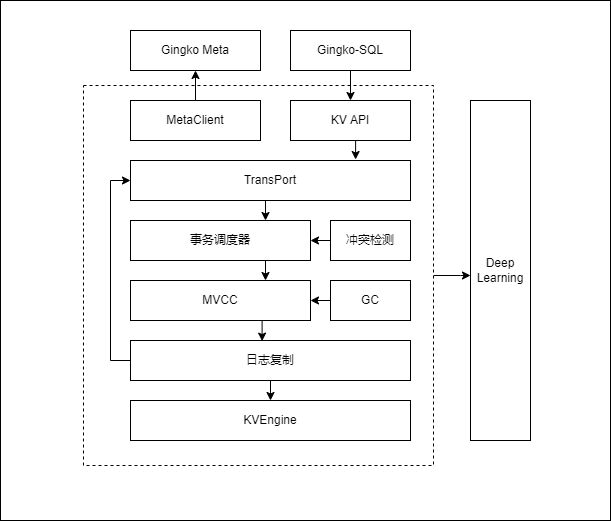 Gingko Meta
Gingko-SQL
MetaClient
KV API
TransPort
事务调度器
冲突检测
MVCC
GC
日志复制
KVEngine
Deep
Learning